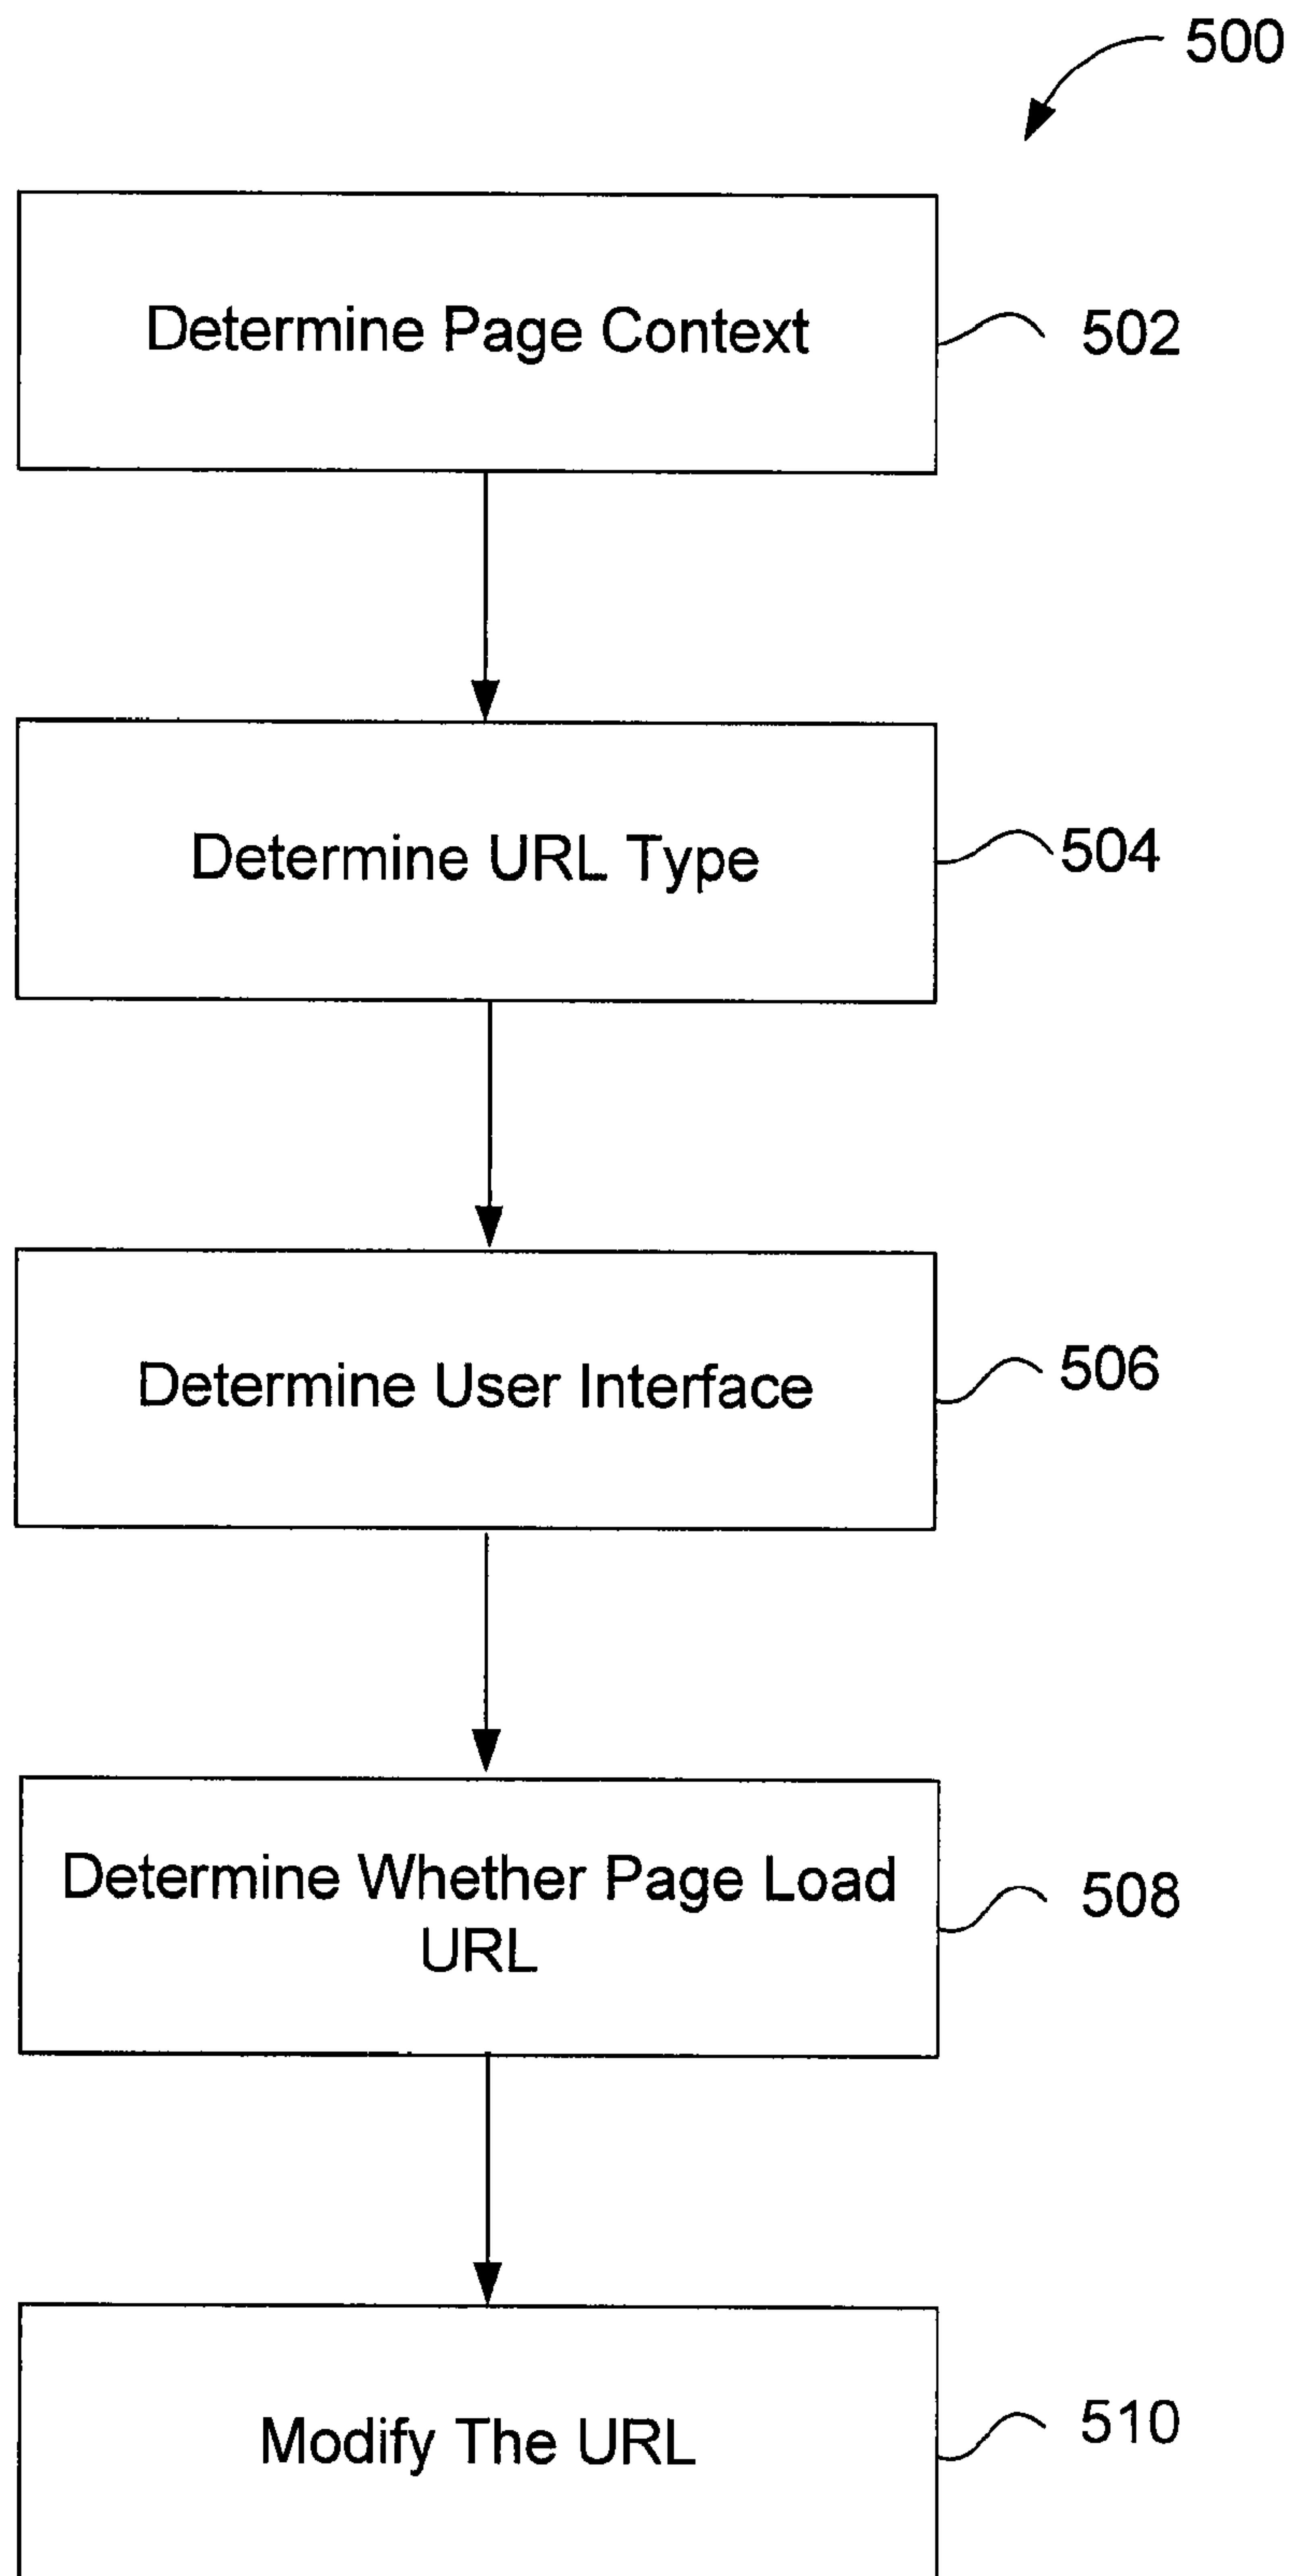 500
Determine Page Context
502
Determine URL Type
504
Determine User Interface
506
Determine Whether Page Load
URL
508
Modify The URL
510